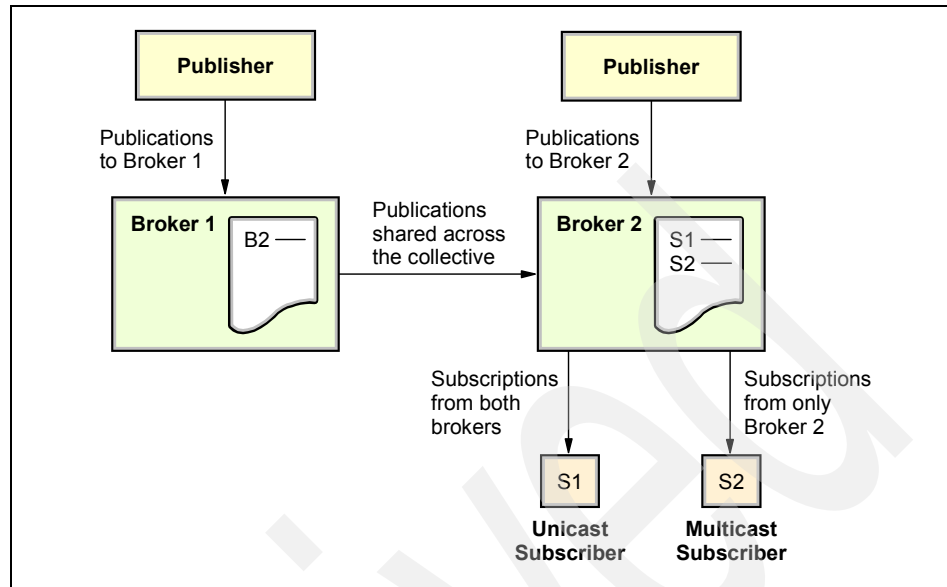 Publisher
Publisher
Publications
to Broker 1
Publications
to Broker 2
Broker 1
B2
Publications
shared across
the collective
Broker 2
S1
S2
Subscriptions
from both
brokers
Subscriptions
from only
Broker 2
S1
S2
Unicast
Subscriber
Multicast
Subscriber